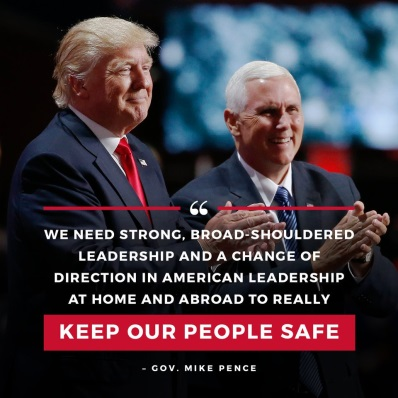 “
WE NEED STRONG, BROAD-SHOULDERED
LEADERSHIP AND A CHANGE OF
DIRECTION IN AMERICAN LEADERSHIP
AT HOME AND ABROAD TO REALLY
KEEP OUR PEOPLE SAFE
– GOV. MIKE PENCE